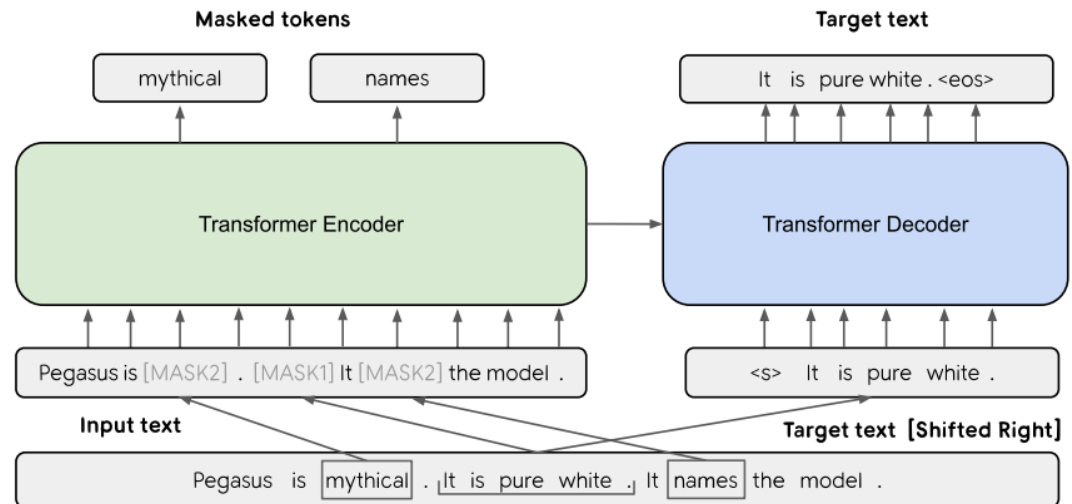 Masked tokens
Target text
mythical
names
It is pure white . <eos>
Transformer Encoder
Transformer Decoder
Pegasus is [MASK2] . [MASK1] It [MASK2] the model .
<s> It is pure white .
Input text
Target text [Shifted Right]
Pegasus is mythical . It is pure white . It names the model .